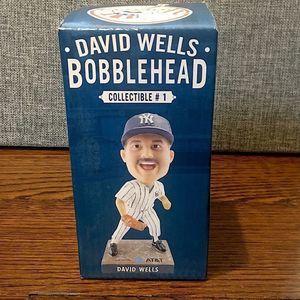 DAVID WELLS
BOBBLEHEAD
COLLECTIBLE # 1
NY
AT&T
DAVID WELLS